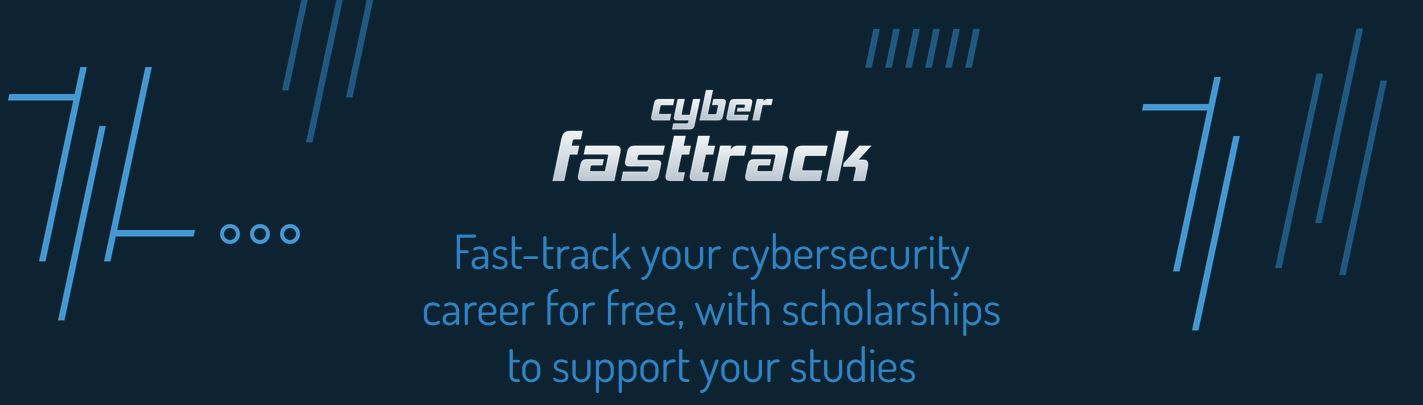 cyber
fasttrack
Fast-track your cybersecurity
career for free, with scholarships
to support your studies